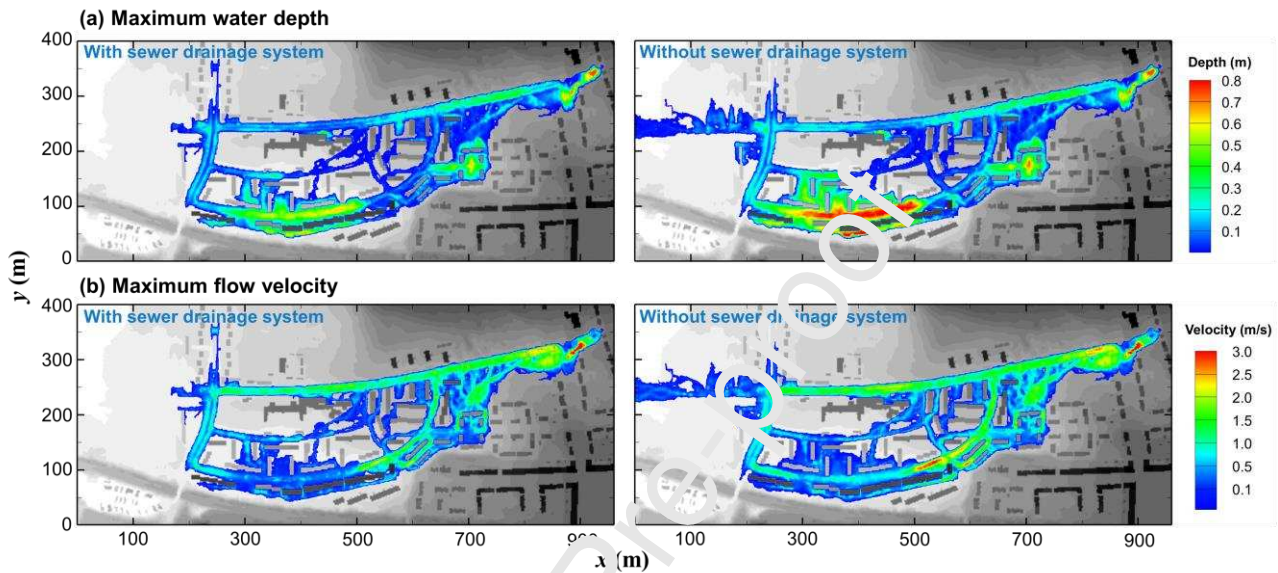 (a) Maximum water depth
With sewer drainage system
Without sewer drainage system
Depth (m)
0.8
0.7
0.6
0.5
0.4
0.3
0.2
0.1
400
300
200
100
0
y (m)
(b) Maximum flow velocity
With sewer drainage system
Without sewer drainage system
Velocity (m/s)
3.0
2.5
2.0
1.5
1.0
0.5
0.1
400
300
200
100
0
100 300 500 700 900
100 300 500 700 900
x (m)
Pre-proof